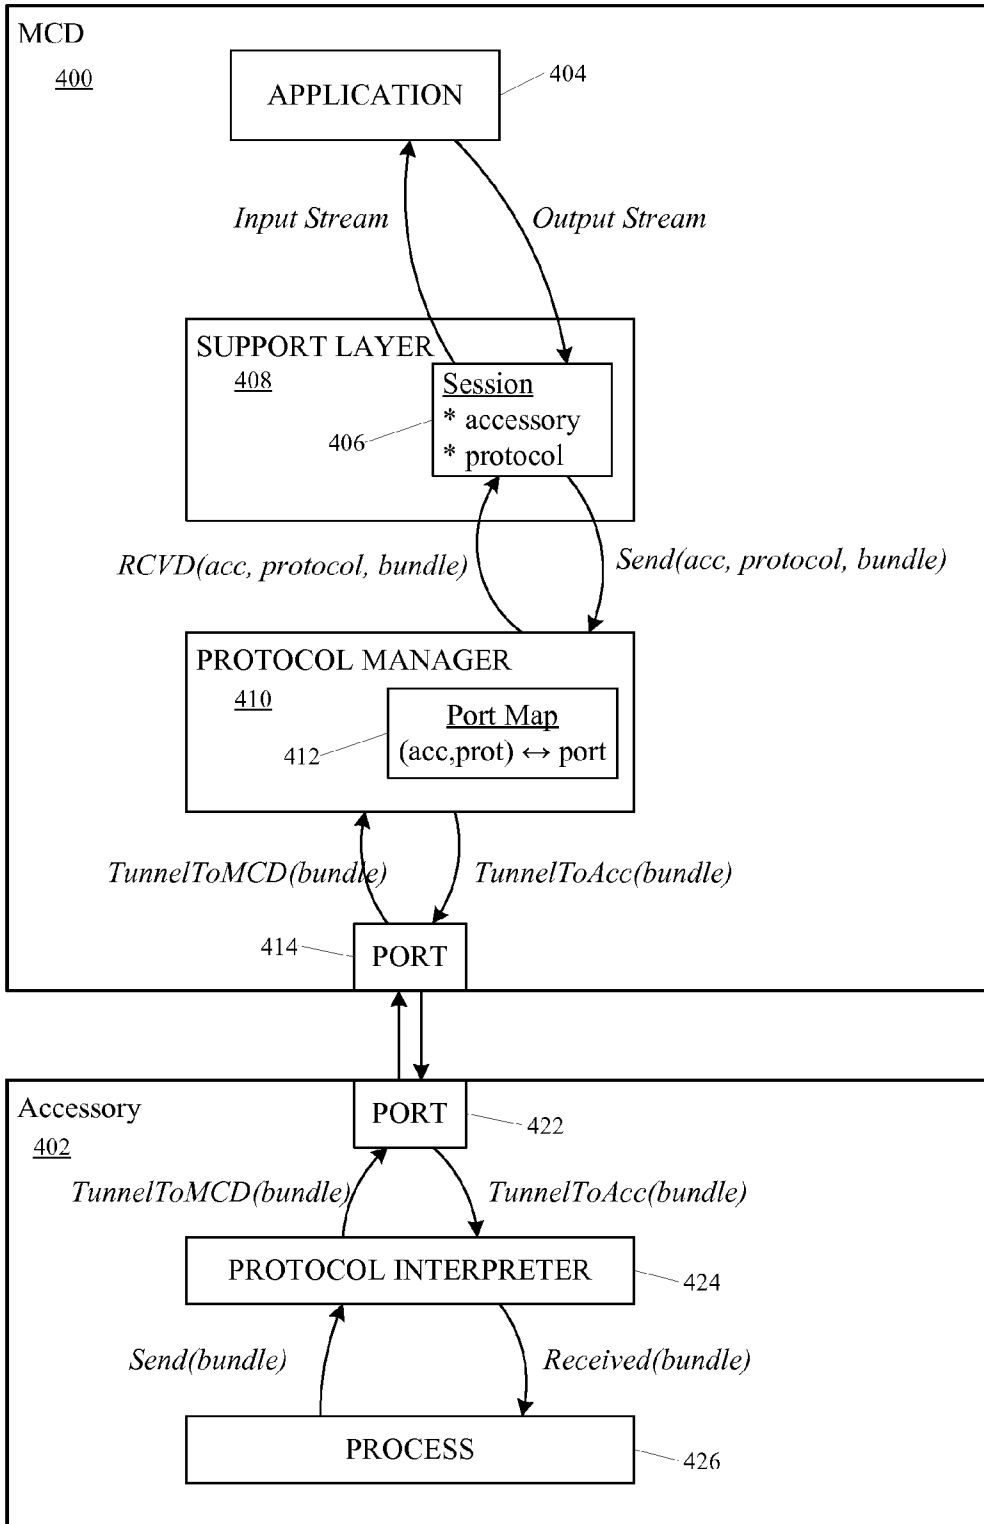 MCD
400
APPLICATION
404
Input Stream
Output Stream
SUPPORT LAYER
408
Session
* accessory
* protocol
406
RCVD(acc, protocol, bundle)
Send(acc, protocol, bundle)
PROTOCOL MANAGER
410
Port Map
(acc,prot) ↔ port
412
TunnelToMCD(bundle)
TunnelToAcc(bundle)
414
PORT
Accessory
402
PORT
422
TunnelToMCD(bundle)
TunnelToAcc(bundle)
PROTOCOL INTERPRETER
424
Send(bundle)
Received(bundle)
PROCESS
426